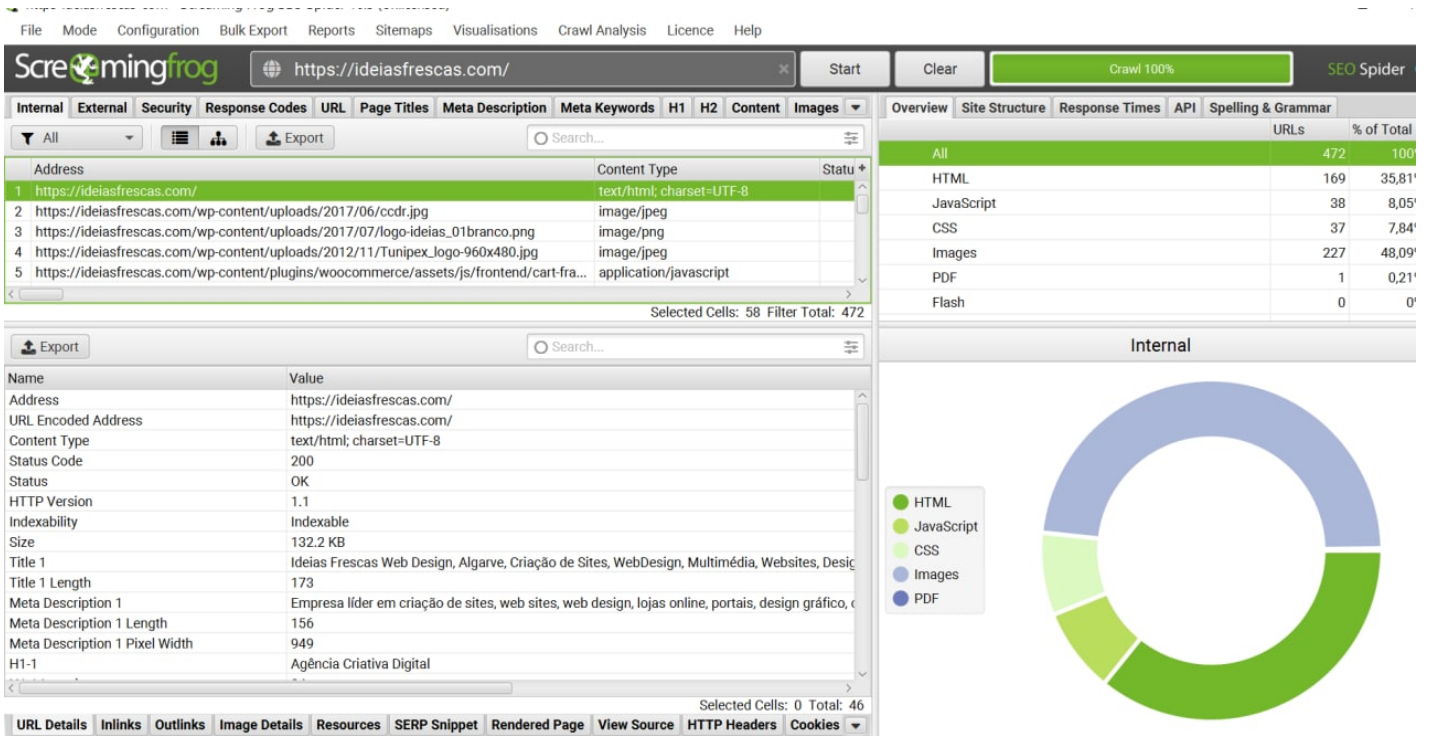 File Mode Configuration Bulk Export Reports Sitemaps Visualisations Crawl Analysis Licence Help
Screamingfrog https://ideiasfrescas.com/ × Start Clear Crawl 100% SEO Spider
Internal External Security Response Codes URL Page Titles Meta Description Meta Keywords H1 H2 Content Images
Overview Site Structure Response Times API Spelling & Grammar
All Export Search...
URLs % of Total
Address Content Type Statu +
1 https://ideiasfrescas.com/ text/html; charset=UTF-8
2 https://ideiasfrescas.com/wp-content/uploads/2017/06/ccdr.jpg image/jpeg
3 https://ideiasfrescas.com/wp-content/uploads/2017/07/logo-ideias_01branco.png image/png
4 https://ideiasfrescas.com/wp-content/uploads/2012/11/Tunipex_logo-960x480.jpg image/jpeg
5 https://ideiasfrescas.com/wp-content/plugins/woocommerce/assets/js/frontend/cart-fra... application/javascript
Selected Cells: 58 Filter Total: 472
All 472 100%
HTML 169 35,81%
JavaScript 38 8,05%
CSS 37 7,84%
Images 227 48,09%
PDF 1 0,21%
Flash 0 0%
Export Search...
Name Value
Address https://ideiasfrescas.com/
URL Encoded Address https://ideiasfrescas.com/
Content Type text/html; charset=UTF-8
Status Code 200
Status OK
HTTP Version 1.1
Indexability Indexable
Size 132.2 KB
Title 1 Ideias Frescas Web Design, Algarve, Criação de Sites, WebDesign, Multimédia, Websites, Desig
Title 1 Length 173
Meta Description 1 Empresa líder em criação de sites, web sites, web design, lojas online, portais, design gráfico,
Meta Description 1 Length 156
Meta Description 1 Pixel Width 949
H1-1 Agência Criativa Digital
Selected Cells: 0 Total: 46
URL Details Inlinks Outlinks Image Details Resources SERP Snippet Rendered Page View Source HTTP Headers Cookies
Internal
HTML
JavaScript
CSS
Images
PDF